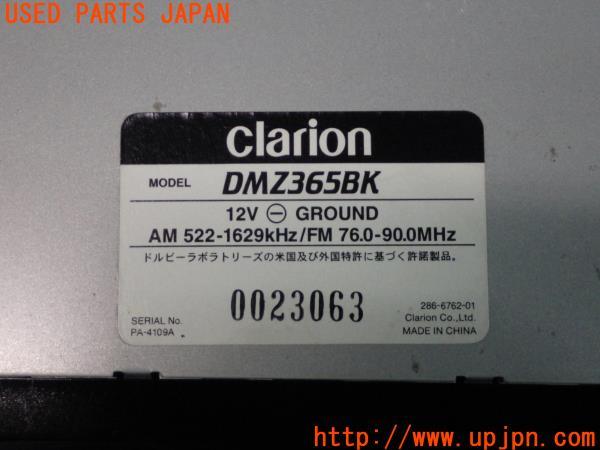 USED PARTS JAPAN
clarion
MODEL DMZ365BK
12V ⊖ GROUND
AM 522-1629kHz/FM 76.0-90.0MHz
ドルビーラボラトリーズの米国及び外国特許に基づく許諾製品。
0023063
SERIAL No.
PA-4109A
286-6762-01
Clarion Co.,Ltd.
MADE IN CHINA
http://www.upjpn.com/